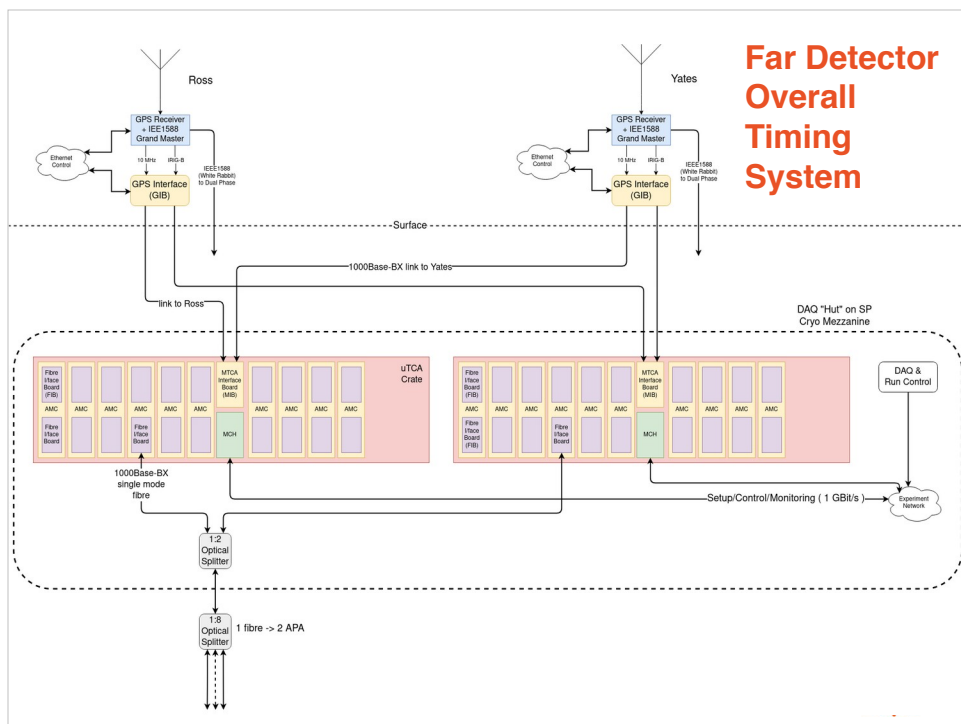 Far Detector
Overall
Timing
System
Ross
GPS Receiver
+ IEE1588
Grand Master
Ethernet
Control
10 MHz
IRIG-B
GPS Interface
(GIB)
IEEE1588
(White Rabbit)
to Dual Phase
Yates
GPS Receiver
+ IEE1588
Grand Master
Ethernet
Control
10 MHz
IRIG-B
GPS Interface
(GIB)
IEEE1588
(White Rabbit)
to Dual Phase
Surface
1000Base-BX link to Yates
link to Ross
DAQ "Hut" on SP
Cryo Mezzanine
Fibre
I/face
Board
(FIB)
AMC
Fibre
I/face
Board
AMC
AMC
AMC
Fibre
I/face
Board
AMC
AMC
MTCA
Interface
Board
(MIB)
MCH
AMC
AMC
AMC
AMC
uTCA
Crate
Fibre
I/face
Board
(FIB)
AMC
Fibre
I/face
Board
(FIB)
AMC
AMC
AMC
Fibre
I/face
Board
AMC
AMC
MTCA
Interface
Board
(MIB)
MCH
AMC
AMC
AMC
AMC
DAQ &
Run Control
1000Base-BX
single mode
fibre
Setup/Control/Monitoring ( 1 GBit/s )
Experiment
Network
1:2
Optical
Splitter
1:8
Optical
Splitter
1 fibre -> 2 APA